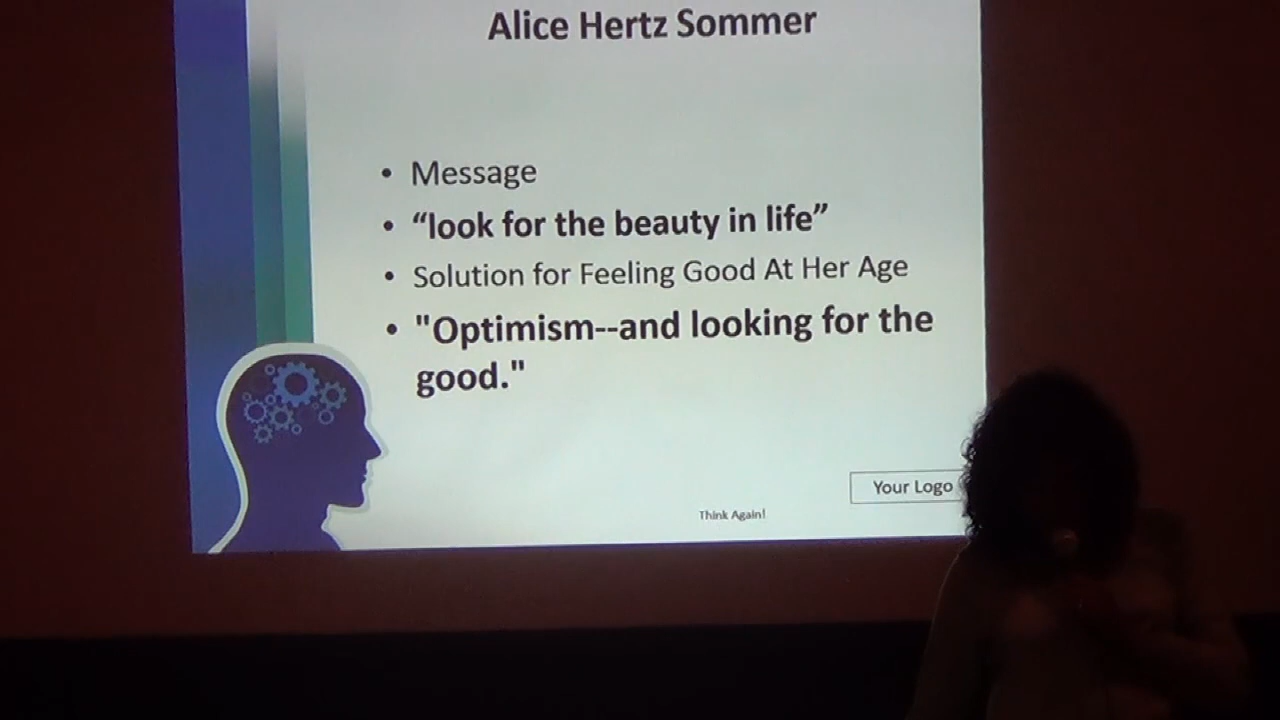 Alice Hertz Sommer
• Message
• “look for the beauty in life”
• Solution for Feeling Good At Her Age
• "Optimism--and looking for the
good."
Your Logo
Think Again!